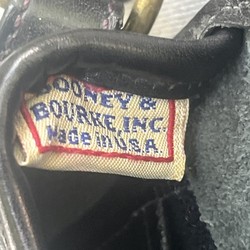 DOONEY &
BOURKE, INC.
Made in U.S.A.